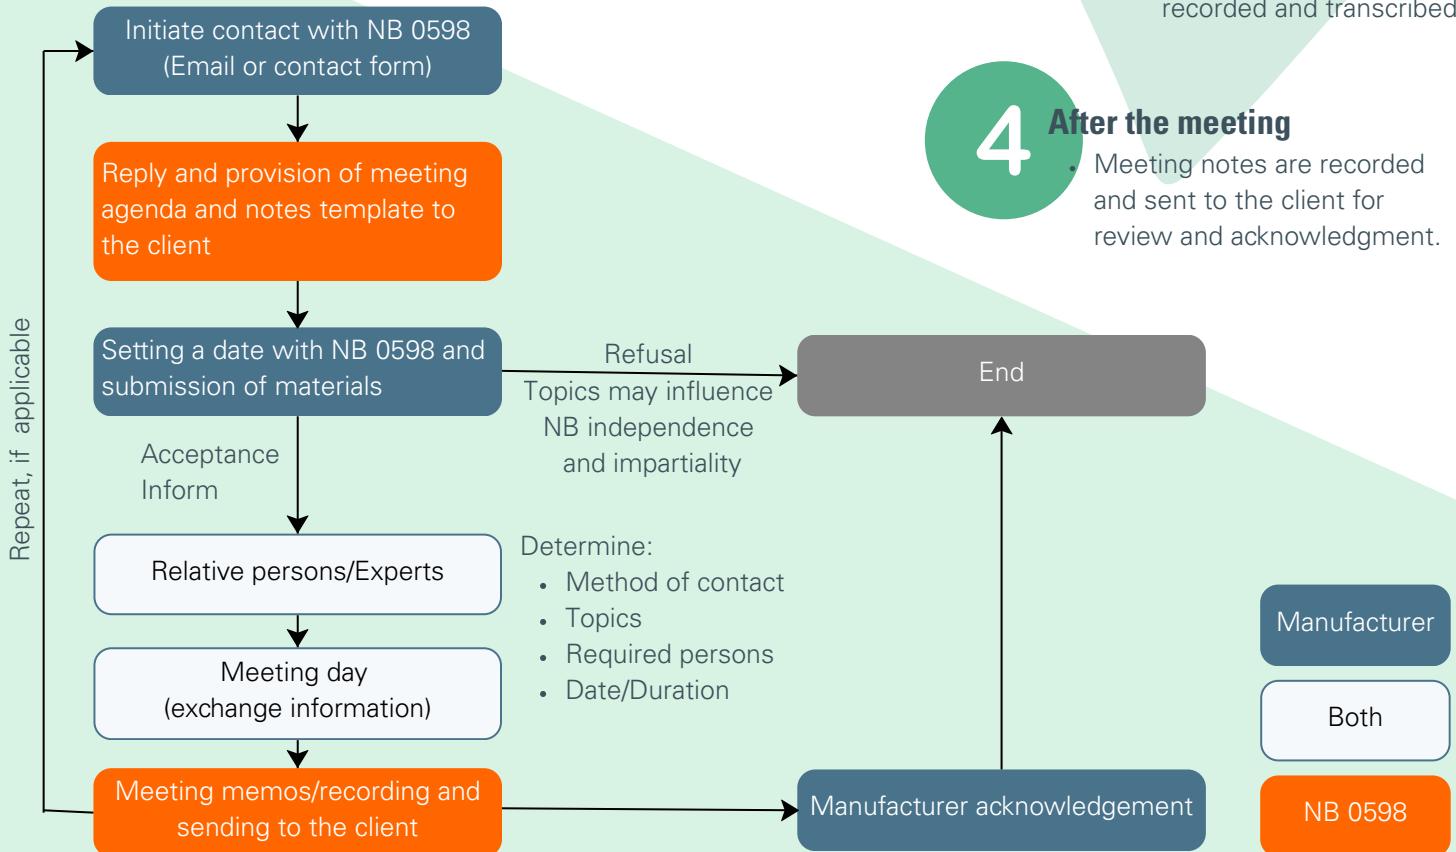 recorded and transcribed
Initiate contact with NB 0598
(Email or contact form)
4
After the meeting
• Meeting notes are recorded
and sent to the client for
review and acknowledgment.
Reply and provision of meeting
agenda and notes template to
the client
Repeat, if applicable
Setting a date with NB 0598 and
submission of materials
Refusal
Topics may influence
NB independence
and impartiality
End
Acceptance
Inform
Relative persons/Experts
Determine:
• Method of contact
• Topics
• Required persons
• Date/Duration
Meeting day
(exchange information)
Meeting memos/recording and
sending to the client
Manufacturer acknowledgement
Manufacturer
Both
NB 0598